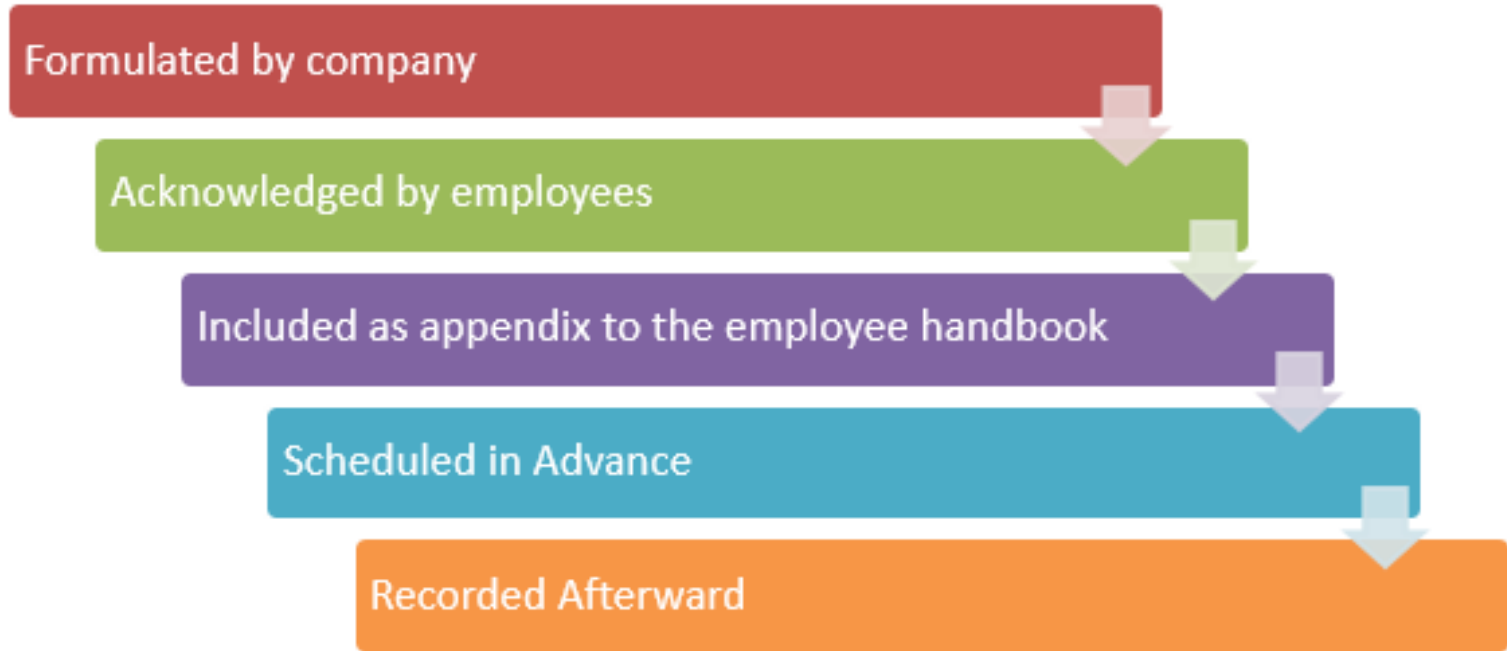 Formulated by company
Acknowledged by employees
Included as appendix to the employee handbook
Scheduled in Advance
Recorded Afterward